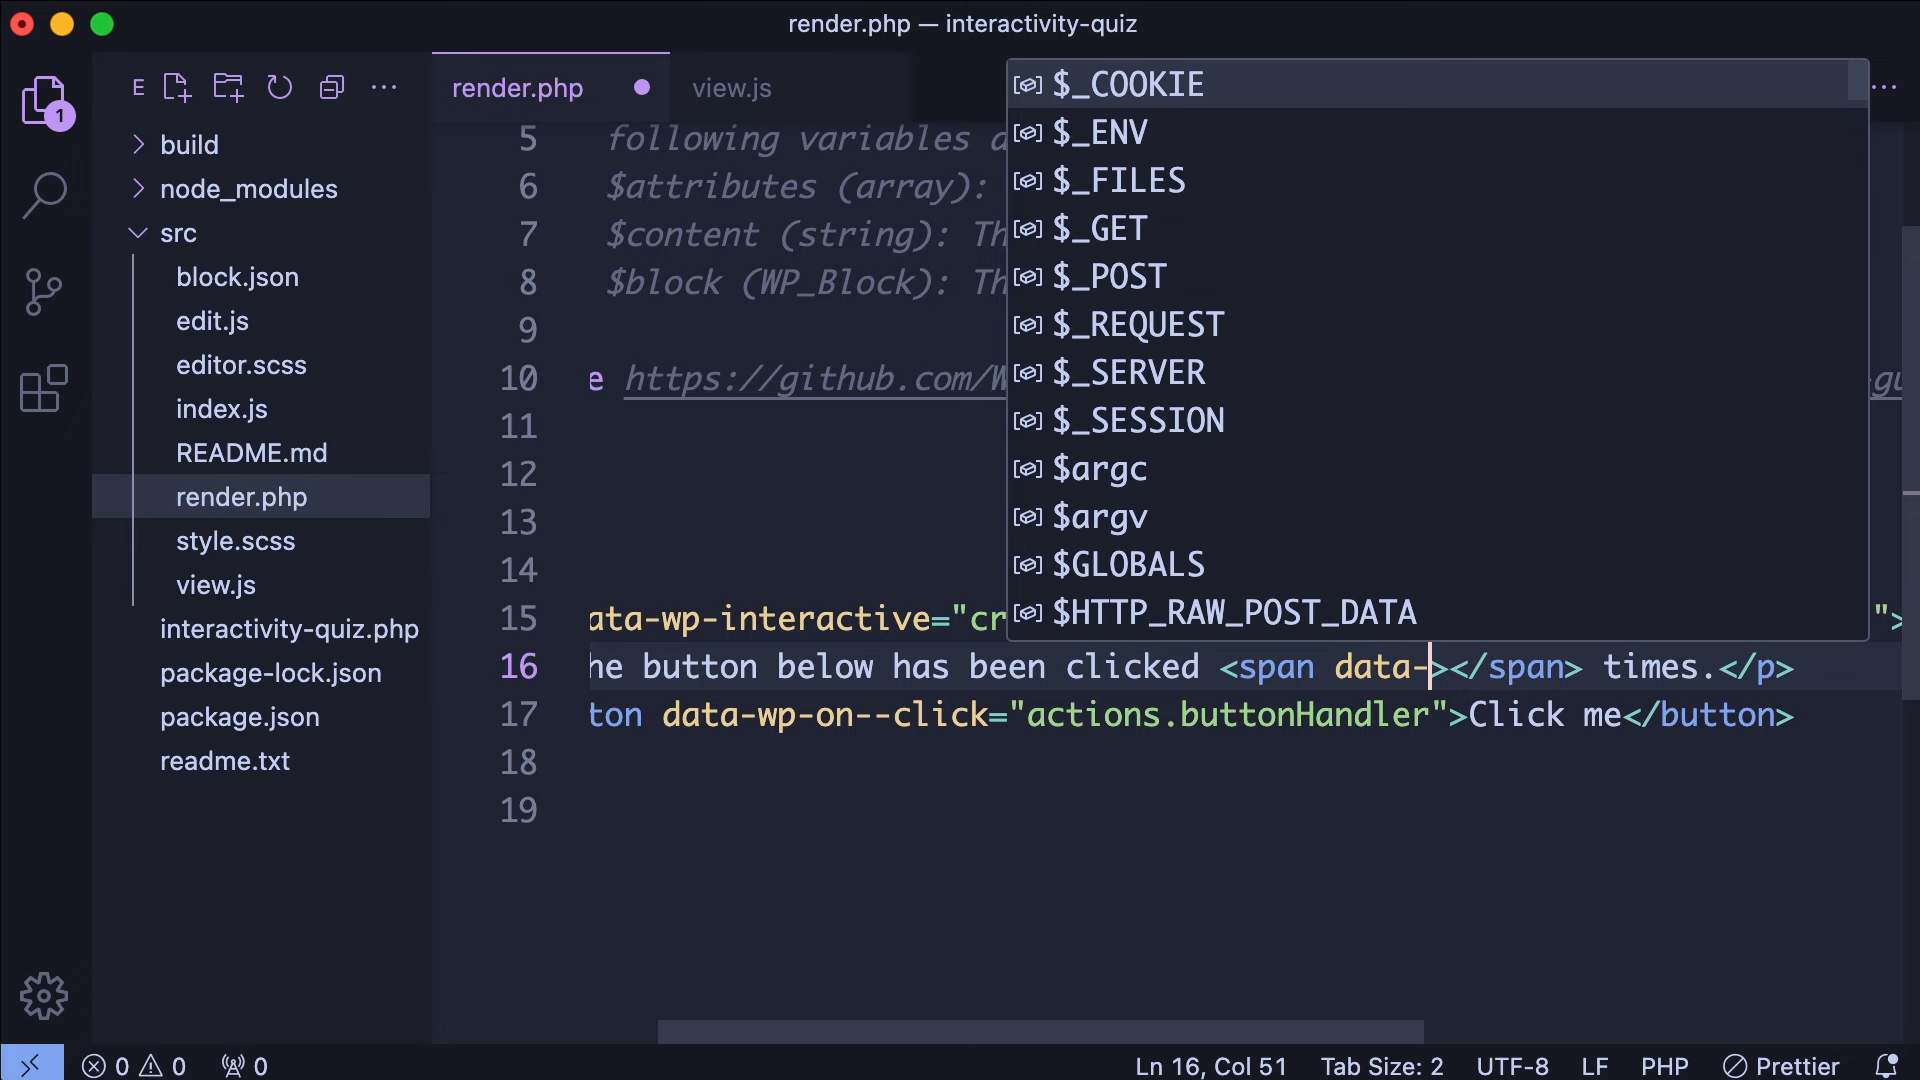 render.php — interactivity-quiz
E
1
build
node_modules
src
block.json
edit.js
editor.scss
index.js
README.md
render.php
style.scss
view.js
interactivity-quiz.php
package-lock.json
package.json
readme.txt
render.php
view.js
5 following variables
6 $attributes (array):
7 $content (string): Th
8 $block (WP_Block): Th
9
10 e https://github.com/W
11
12
13
14
15 ata-wp-interactive="cr ">
16 he button below has been clicked <span data-></span> times.</p>
17 ton data-wp-on--click="actions.buttonHandler">Click me</button>
18
19
$_COOKIE
$_ENV
$_FILES
$_GET
$_POST
$_REQUEST
$_SERVER
$_SESSION
$argc
$argv
$GLOBALS
$HTTP_RAW_POST_DATA
0 0 0
Ln 16, Col 51 Tab Size: 2 UTF-8 LF PHP Prettier